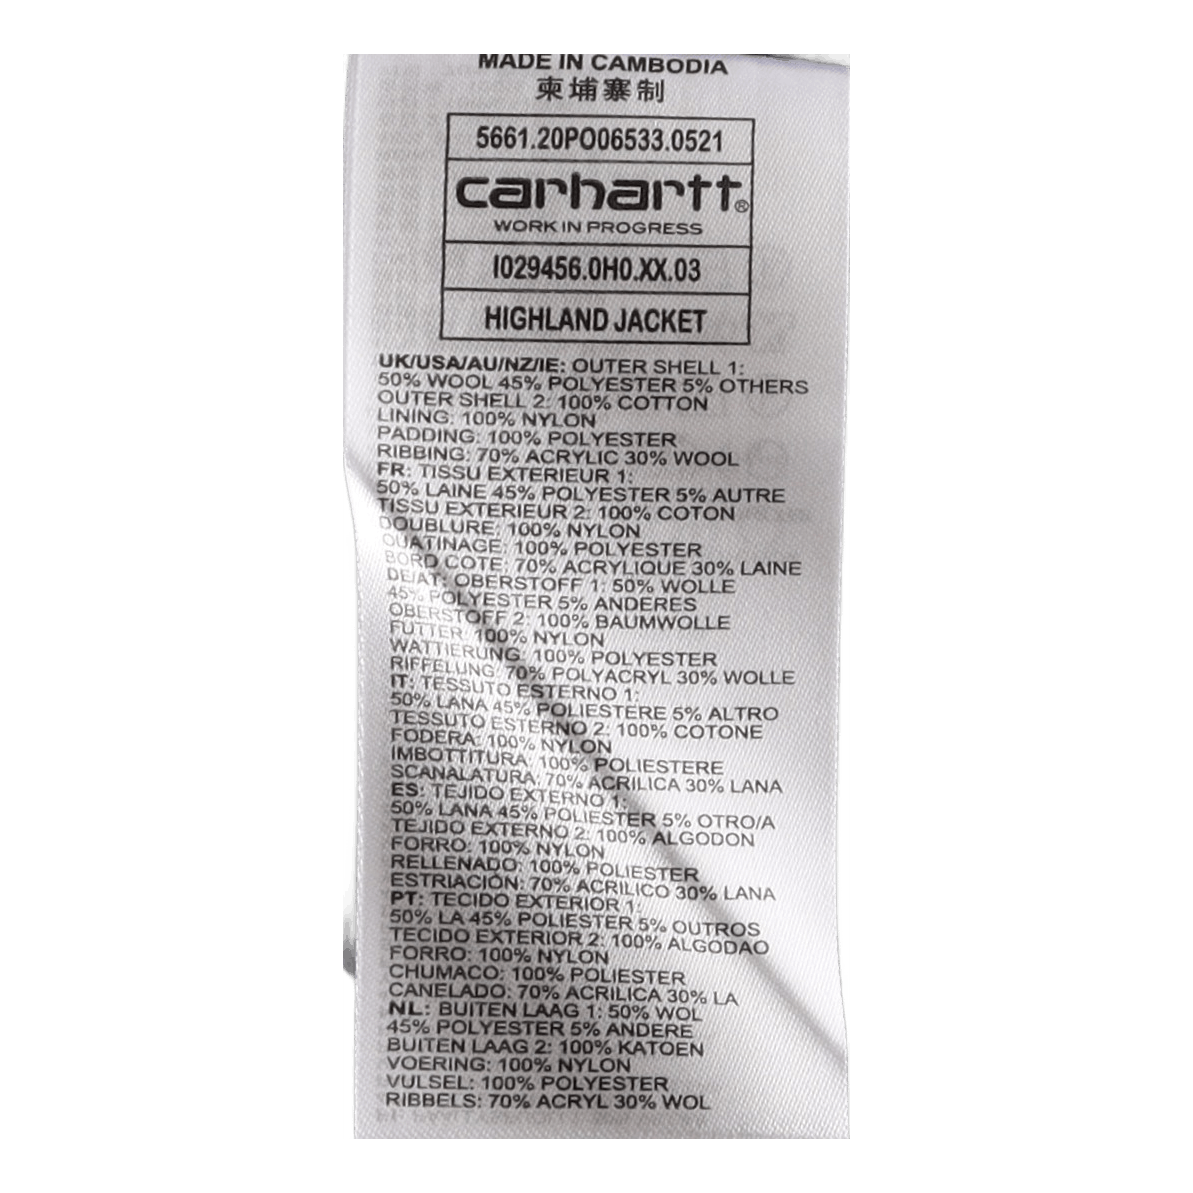 MADE IN CAMBODIA
柬埔寨制
5661.20PO06533.0521
carhartt®
WORK IN PROGRESS
I029456.0H0.XX.03
HIGHLAND JACKET
UK/USA/AU/NZ/IE: OUTER SHELL 1:
50% WOOL 45% POLYESTER 5% OTHERS
OUTER SHELL 2: 100% COTTON
LINING: 100% NYLON
PADDING: 100% POLYESTER
RIBBING: 70% ACRYLIC 30% WOOL
FR: TISSU EXTERIEUR 1:
50% LAINE 45% POLYESTER 5% AUTRE
TISSU EXTERIEUR 2: 100% COTON
DOUBLURE: 100% NYLON
OUATINAGE: 100% POLYESTER
BORD COTE: 70% ACRYLIQUE 30% LAINE
DE/AT: OBERSTOFF 1: 50% WOLLE
45% POLYESTER 5% ANDERES
OBERSTOFF 2: 100% BAUMWOLLE
FUTTER: 100% NYLON
WATTIERUNG: 100% POLYESTER
RIFFELUNG: 70% POLYACRYL 30% WOLLE
IT: TESSUTO ESTERNO 1:
50% LANA 45% POLIESTERE 5% ALTRO
TESSUTO ESTERNO 2: 100% COTONE
FODERA: 100% NYLON
IMBOTTITURA: 100% POLIESTERE
SCANALATURA: 70% ACRILICA 30% LANA
ES: TEJIDO EXTERNO 1:
50% LANA 45% POLIESTER 5% OTRO/A
TEJIDO EXTERNO 2: 100% ALGODON
FORRO: 100% NYLON
RELLENADO: 100% POLIESTER
ESTRIACIÓN: 70% ACRILICO 30% LANA
PT: TECIDO EXTERIOR 1:
50% LA 45% POLIESTER 5% OUTROS
TECIDO EXTERIOR 2: 100% ALGODAO
FORRO: 100% NYLON
CHUMACO: 100% POLIESTER
CANELADO: 70% ACRILICA 30% LA
NL: BUITEN LAAG 1: 50% WOL
45% POLYESTER 5% ANDERE
BUITEN LAAG 2: 100% KATOEN
VOERING: 100% NYLON
VULSEL: 100% POLYESTER
RIBBELS: 70% ACRYL 30% WOL